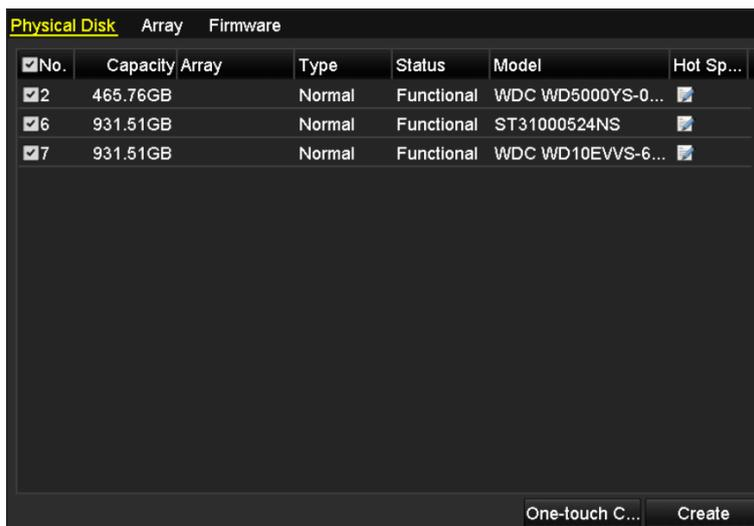 Physical Disk Array Firmware
No. Capacity Array Type Status Model Hot Sp...
2 465.76GB Normal Functional WDC WD5000YS-0...
6 931.51GB Normal Functional ST31000524NS
7 931.51GB Normal Functional WDC WD10EVVS-6...
One-touch C... Create